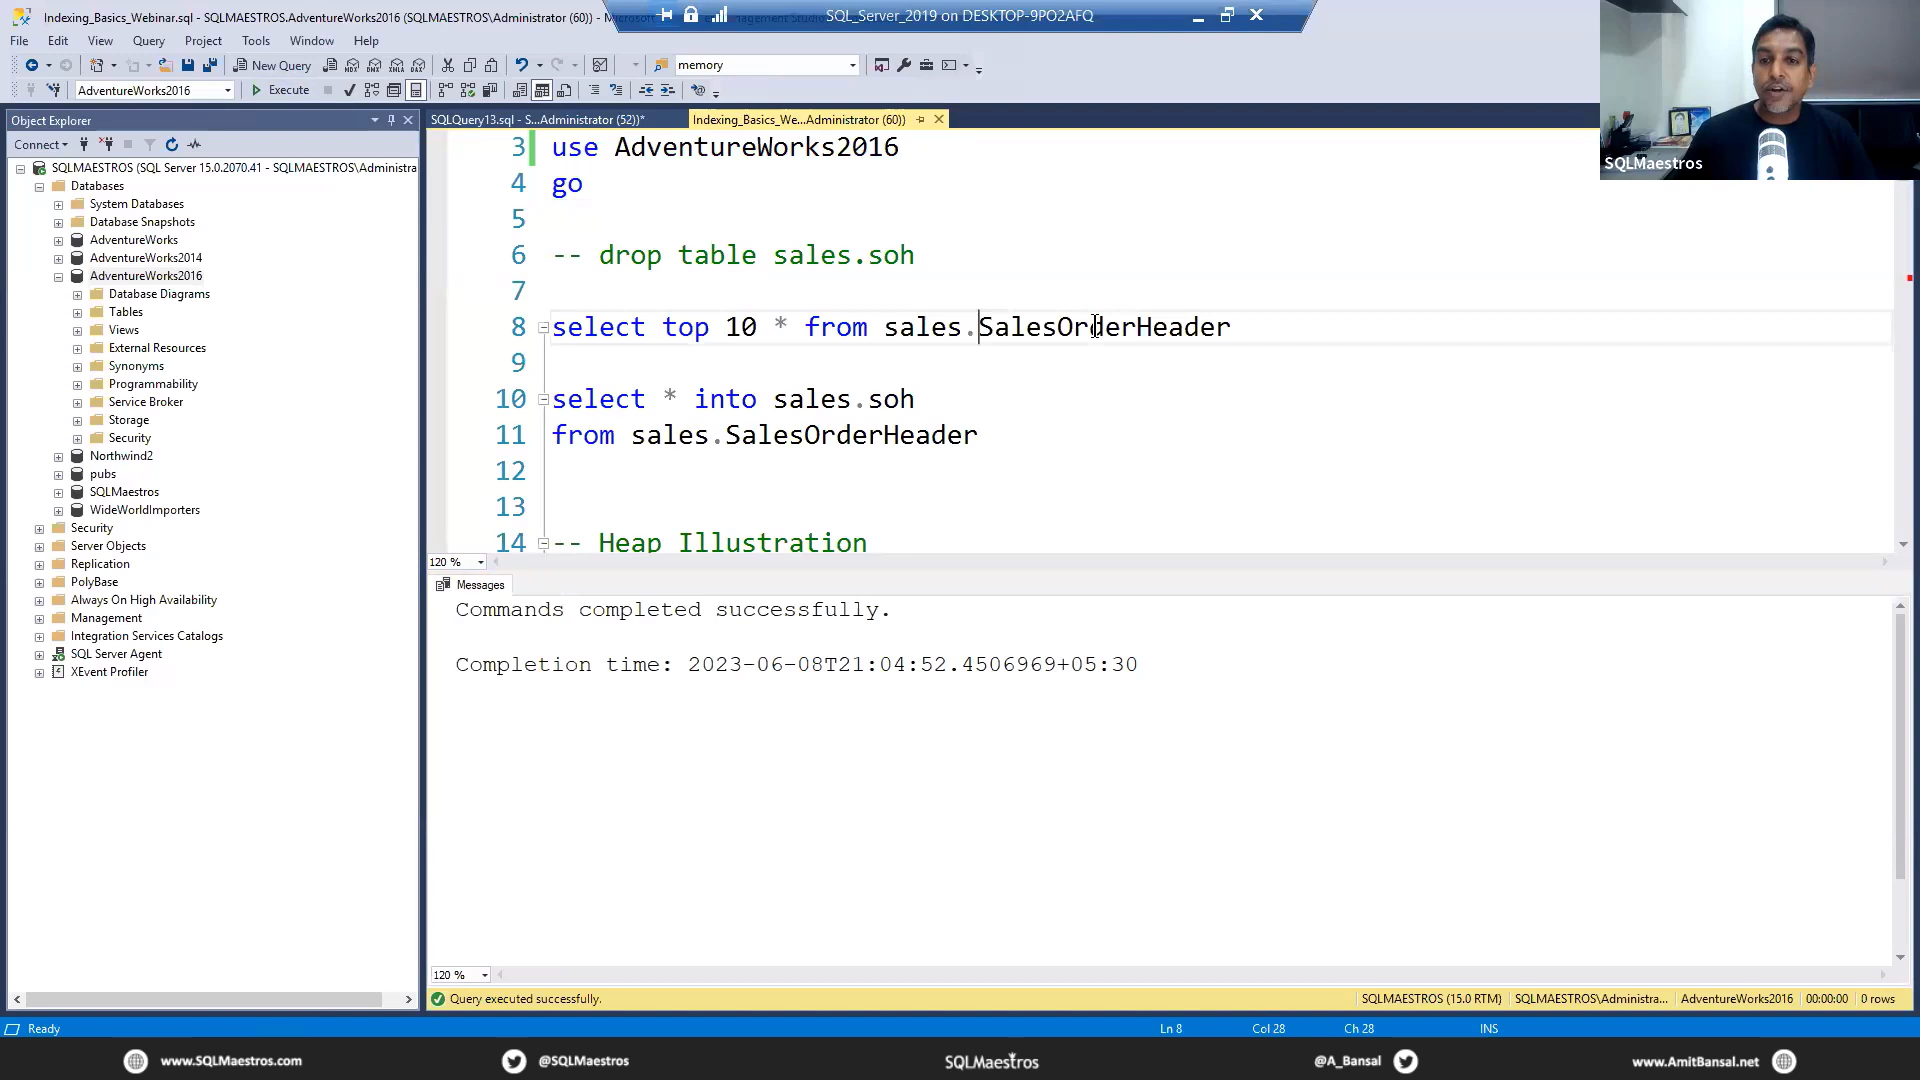 Indexing_Basics_Webinar.sql - SQLMAESTROS.AdventureWorks2016 (SQLMAESTROS\Administrator (60)) -
SQL_Server_2019 on DESKTOP-9PO2AFQ
File Edit View Query Project Tools Window Help
New Query
MDX DMX XMLA DAX
memory
AdventureWorks2016
Execute
Object Explorer
SQLQuery13.sql - S...Administrator (52))*
Indexing_Basics_We...Administrator (60))
SQLMaestros
Connect
SQLMAESTROS (SQL Server 15.0.2070.41 - SQLMAESTROS\Administra
Databases
System Databases
Database Snapshots
AdventureWorks
AdventureWorks2014
AdventureWorks2016
Database Diagrams
Tables
Views
External Resources
Synonyms
Programmability
Service Broker
Storage
Security
Northwind2
pubs
SQLMaestros
WideWorldImporters
Security
Server Objects
Replication
PolyBase
Always On High Availability
Management
Integration Services Catalogs
SQL Server Agent
XEvent Profiler
3 use AdventureWorks2016
4 go
5
6 -- drop table sales.soh
7
8 select top 10 * from sales.SalesOrderHeader
9
10 select * into sales.soh
11 from sales.SalesOrderHeader
12
13
14 -- Heap Illustration
120 %
Messages
Commands completed successfully.
Completion time: 2023-06-08T21:04:52.4506969+05:30
120 %
Query executed successfully.
SQLMAESTROS (15.0 RTM) SQLMAESTROS\Administra... AdventureWorks2016 00:00:00 0 rows
Ready
Ln 8 Col 28 Ch 28 INS
www.SQLMaestros.com @SQLMaestros SQLMaestros @A_Bansal www.AmitBansal.net